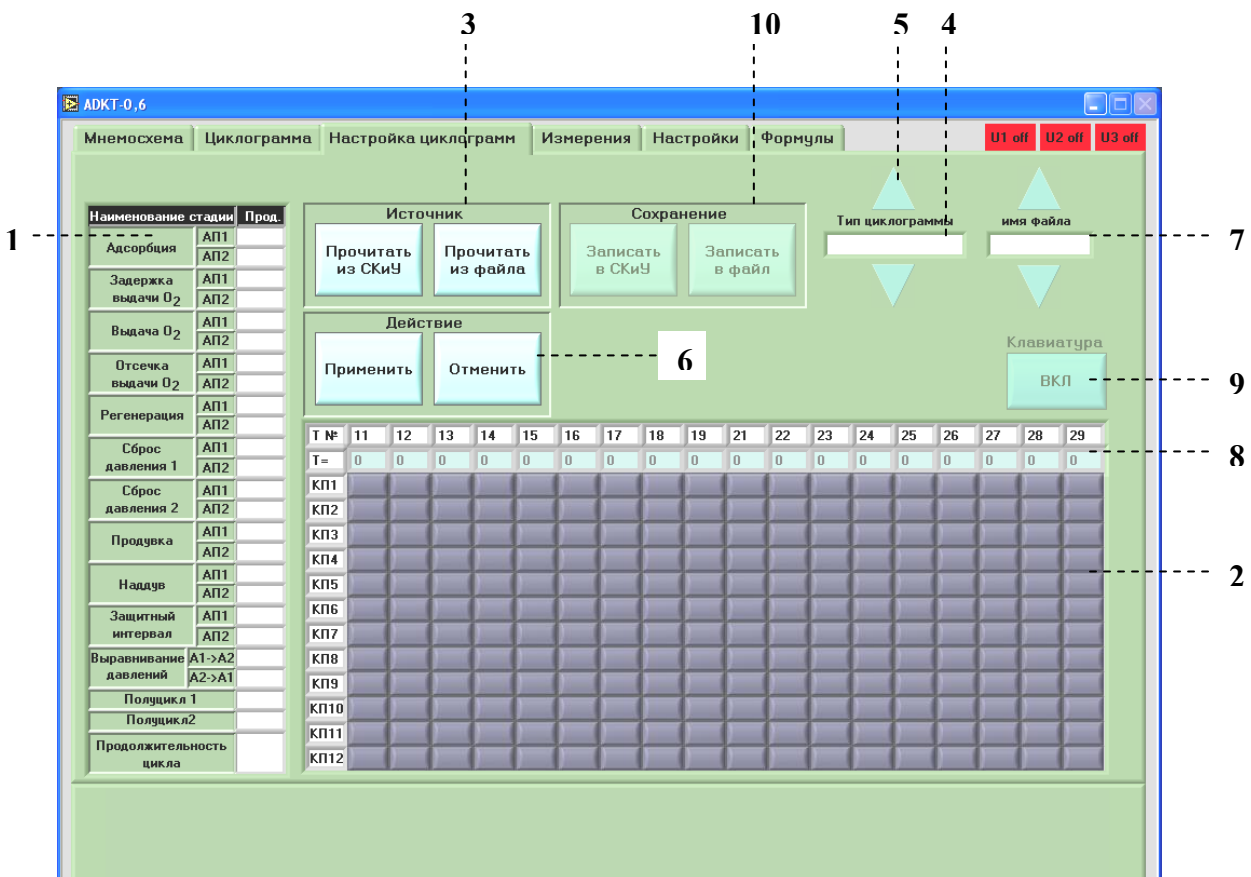 3 10 5 4
ADKT-0,6
Мнемосхема Циклограмма Настройка циклограмм Измерения Настройки Формулы U1 off U2 off U3 off
Наименование стадии Прод.
1
Адсорбция АП1
АП2
Задержка выдачи O2 АП1
АП2
Выдача O2 АП1
АП2
Отсечка выдачи O2 АП1
АП2
Регенерация АП1
АП2
Сброс давления 1 АП1
АП2
Сброс давления 2 АП1
АП2
Продувка АП1
АП2
Наддув АП1
АП2
Защитный интервал АП1
АП2
Выравнивание давлений A1->A2
A2->A1
Полуцикл 1
Полуцикл2
Продолжительность
цикла
Источник
Прочитать из СКиУ
Прочитать из файла
Сохранение
Записать в СКиУ
Записать в файл
Тип циклограммы
имя файла
7
Действие
Применить
Отменить
6
Клавиатура
ВКЛ
9
T № 11 12 13 14 15 16 17 18 19 21 22 23 24 25 26 27 28 29
T= 0 0 0 0 0 0 0 0 0 0 0 0 0 0 0 0 0 0
8
КП1
КП2
КП3
КП4
КП5
2
КП6
КП7
КП8
КП9
КП10
КП11
КП12